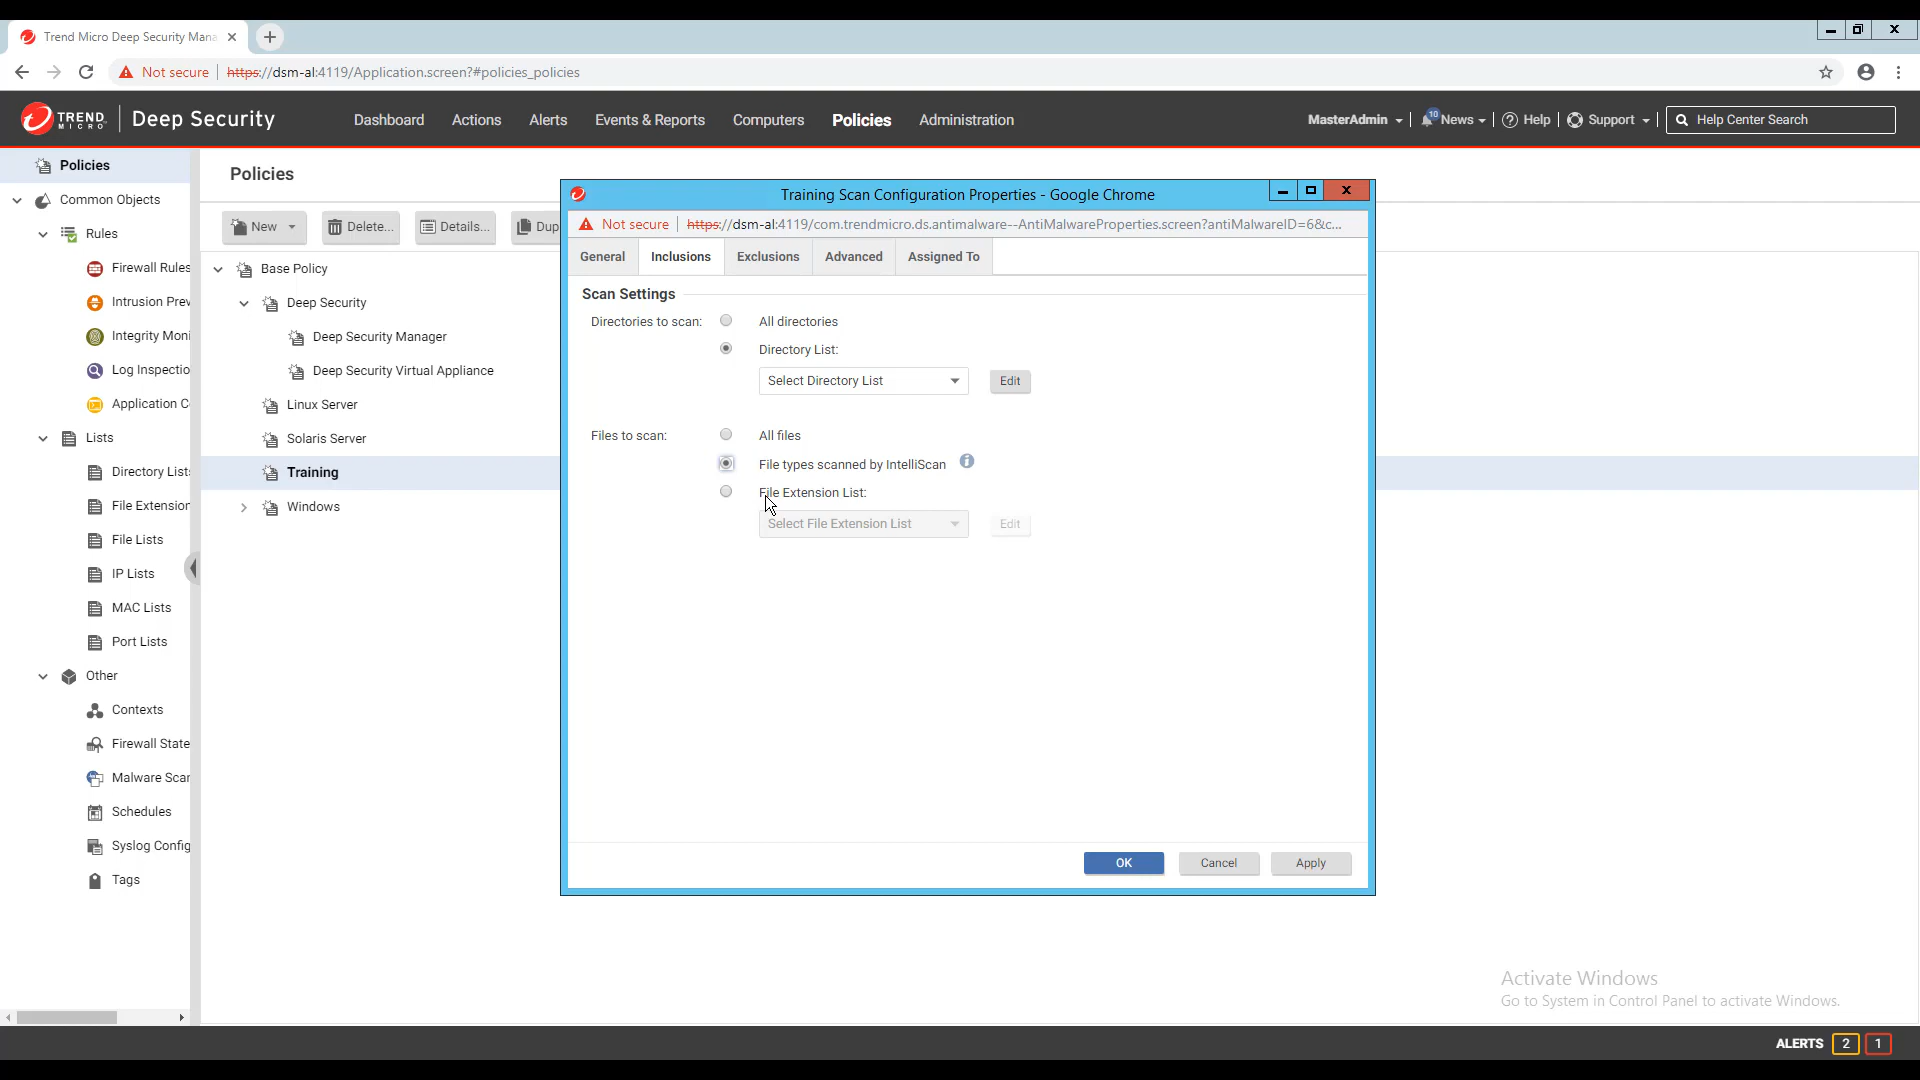 Trend Micro Deep Security Mana
Not secure
https://dsm-al:4119/Application.screen?#policies_policies
TREND MICRO
Deep Security
Dashboard
Actions
Alerts
Events & Reports
Computers
Policies
Administration
MasterAdmin
10
News
Help
Support
Help Center Search
Policies
Common Objects
Rules
Firewall Rules
Intrusion Prev
Integrity Moni
Log Inspectio
Application C
Lists
Directory Lists
File Extension
File Lists
IP Lists
MAC Lists
Port Lists
Other
Contexts
Firewall State
Malware Scan
Schedules
Syslog Config
Tags
Policies
New
Delete...
Details...
Dup
Base Policy
Deep Security
Deep Security Manager
Deep Security Virtual Appliance
Linux Server
Solaris Server
Training
Windows
Training Scan Configuration Properties - Google Chrome
Not secure
https://dsm-al:4119/com.trendmicro.ds.antimalware--AntiMalwareProperties.screen?antiMalwareID=6&c...
General
Inclusions
Exclusions
Advanced
Assigned To
Scan Settings
Directories to scan:
All directories
Directory List:
Select Directory List
Edit
Files to scan:
All files
File types scanned by IntelliScan
File Extension List:
Select File Extension List
Edit
OK
Cancel
Apply
Activate Windows
Go to System in Control Panel to activate Windows.
ALERTS
2
1